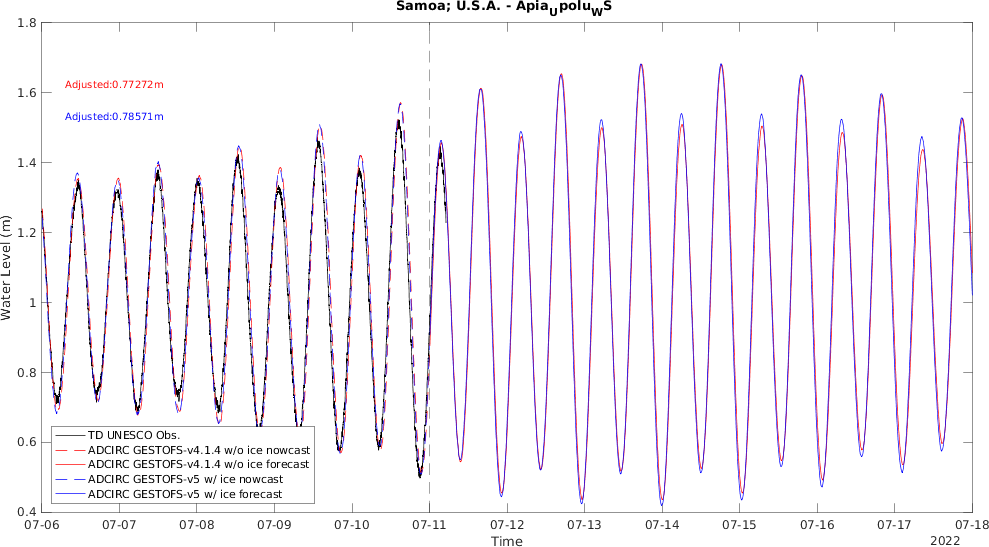 Samoa; U.S.A. - ApiaUpoluWS
1.8
1.6
1.4
1.2
1
0.8
0.6
0.4
Water Level (m)
Adjusted:0.77272m
Adjusted:0.78571m
TD UNESCO Obs.
ADCIRC GESTOFS-v4.1.4 w/o ice nowcast
ADCIRC GESTOFS-v4.1.4 w/o ice forecast
ADCIRC GESTOFS-v5 w/ ice nowcast
ADCIRC GESTOFS-v5 w/ ice forecast
07-06 07-07 07-08 07-09 07-10 07-11 07-12 07-13 07-14 07-15 07-16 07-17 07-18
Time
2022